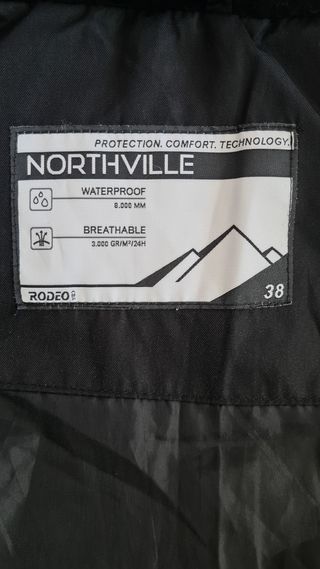 PROTECTION. COMFORT. TECHNOLOGY.
NORTHVILLE
WATERPROOF
8.000 MM
BREATHABLE
3.000 GR/M²/24H
RODEO
38